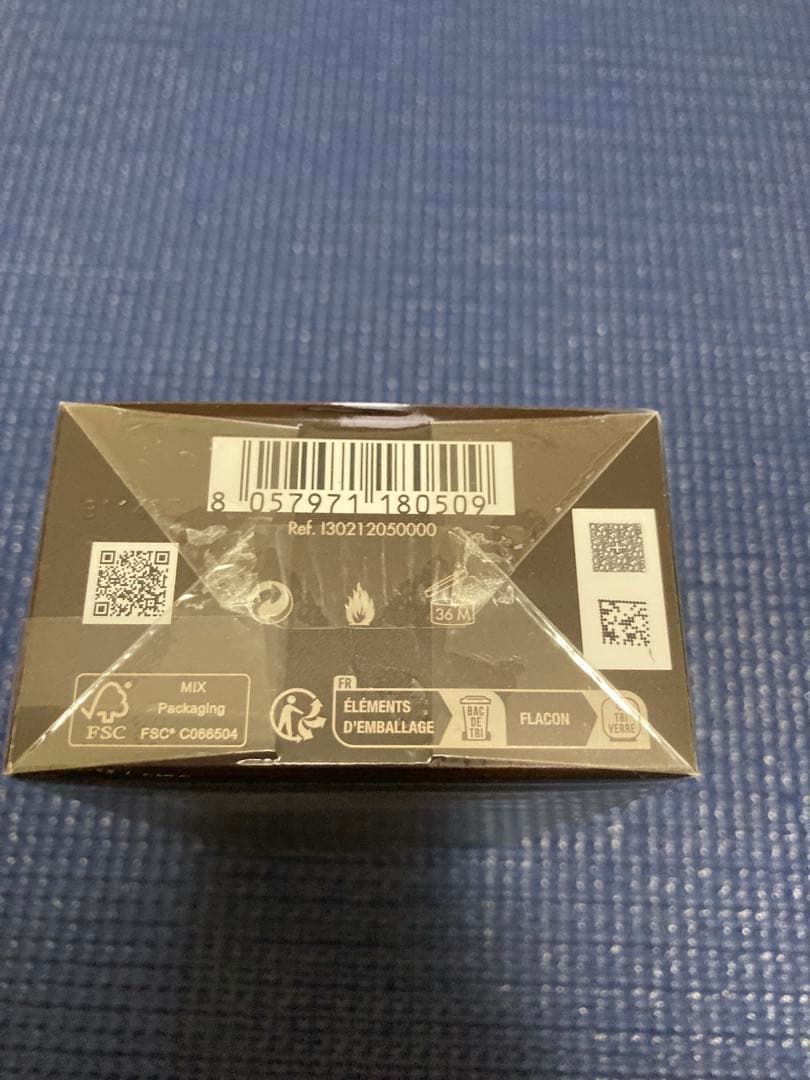 8 057971 180509
Ref. I30212050000
36 M
MIX
Packaging
FSC
FSC® C066504
FR
ÉLÉMENTS
D'EMBALLAGE
BAC
DE
TRI
FLACON
TRI
VERRE